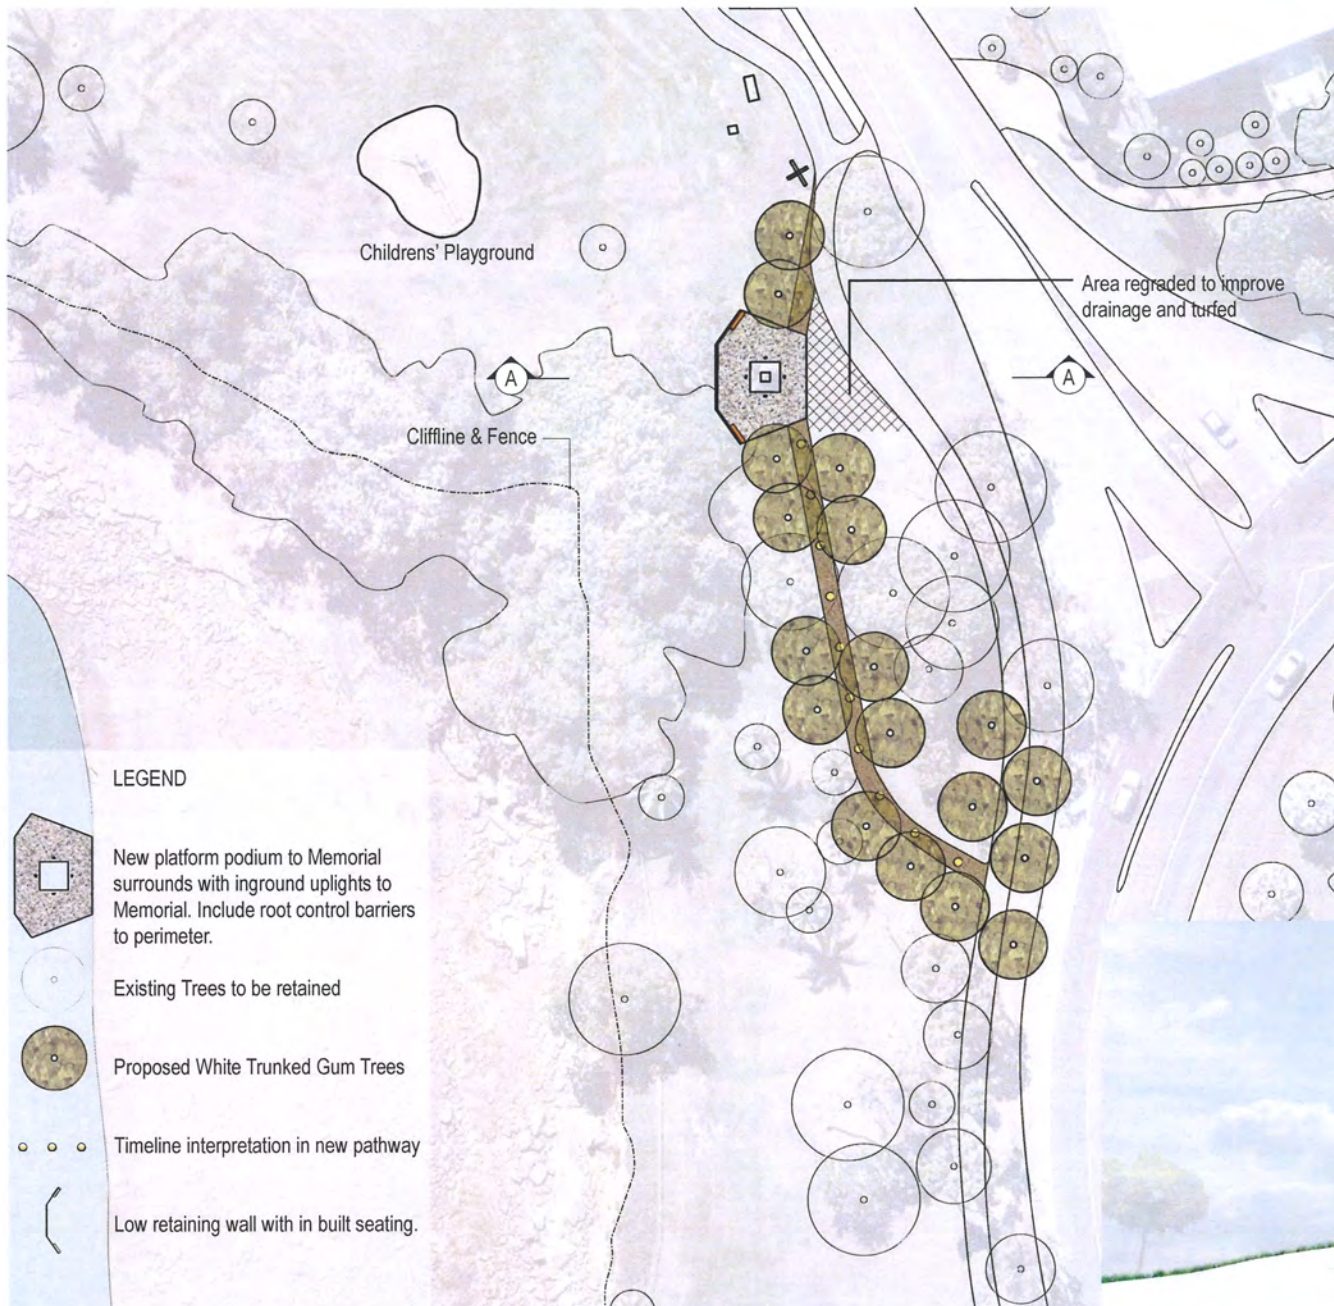 Childrens' Playground
Area regraded to improve
drainage and turfed
A
A
Cliffline & Fence
LEGEND
New platform podium to Memorial
surrounds with inground uplights to
Memorial. Include root control barriers
to perimeter.
Existing Trees to be retained
Proposed White Trunked Gum Trees
Timeline interpretation in new pathway
Low retaining wall with in built seating.